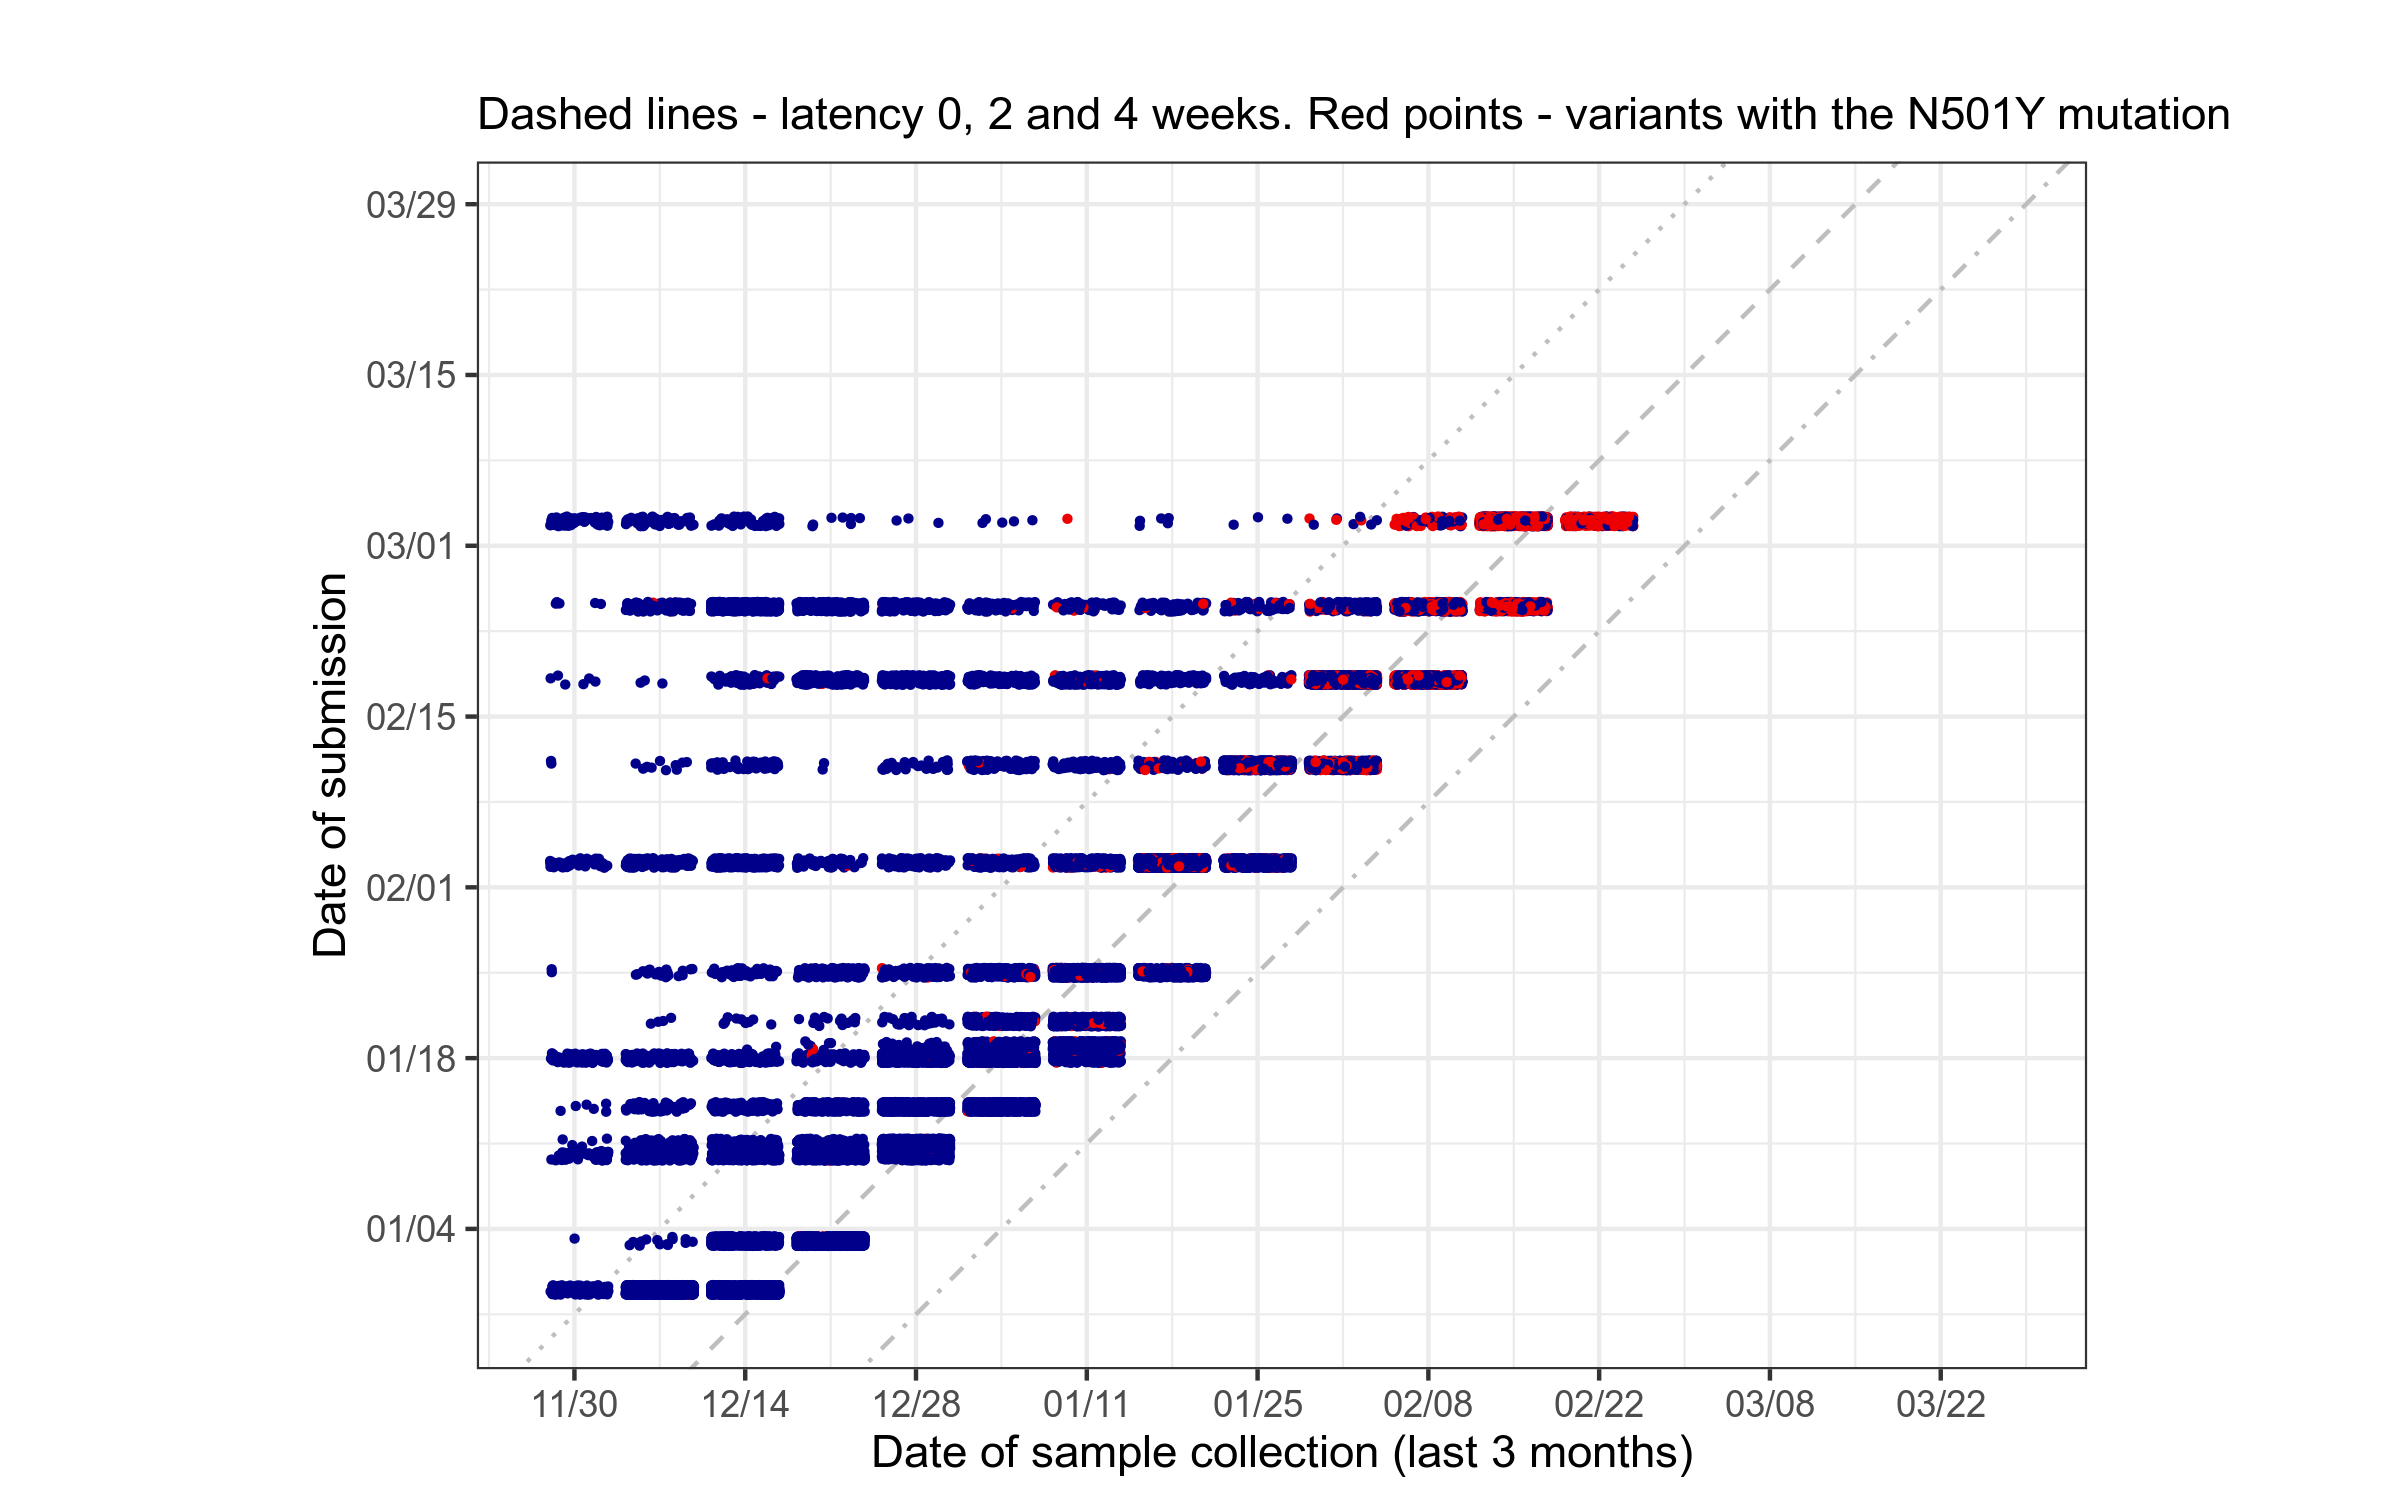 Dashed lines - latency 0, 2 and 4 weeks. Red points - variants with the N501Y mutation
03/29
03/15
03/01
02/15
02/01
01/18
01/04
Date of submission
11/30 12/14 12/28 01/11 01/25 02/08 02/22 03/08 03/22
Date of sample collection (last 3 months)